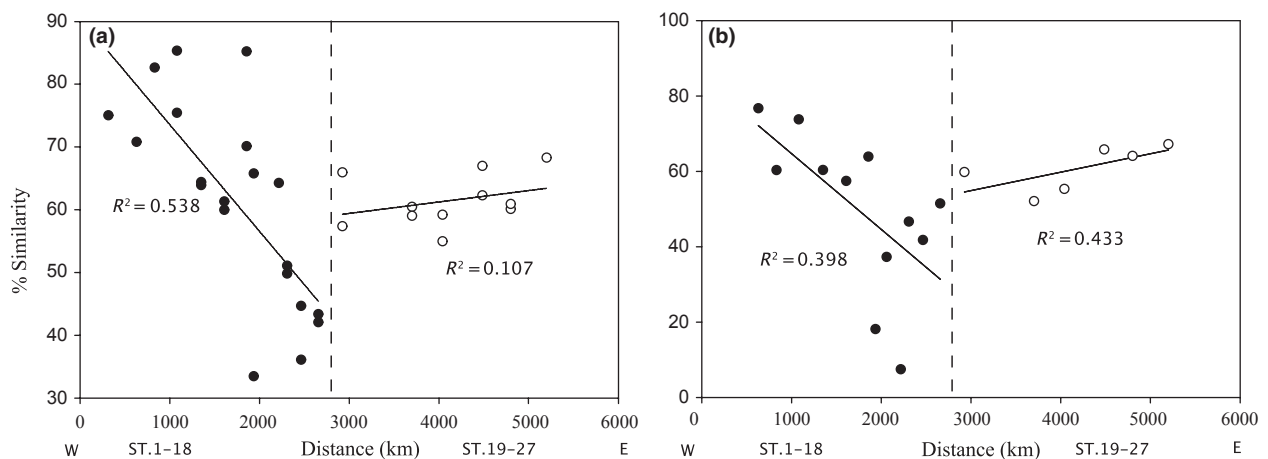 (a)
% Similarity
90
80
70
60
50
40
30
R² = 0.538
R² = 0.107
0 1000 2000 3000 4000 5000 6000
W ST.1–18 Distance (km) ST.19–27 E
(b)
100
80
60
40
20
0
R² = 0.398
R² = 0.433
0 1000 2000 3000 4000 5000 6000
W ST.1–18 Distance (km) ST.19–27 E